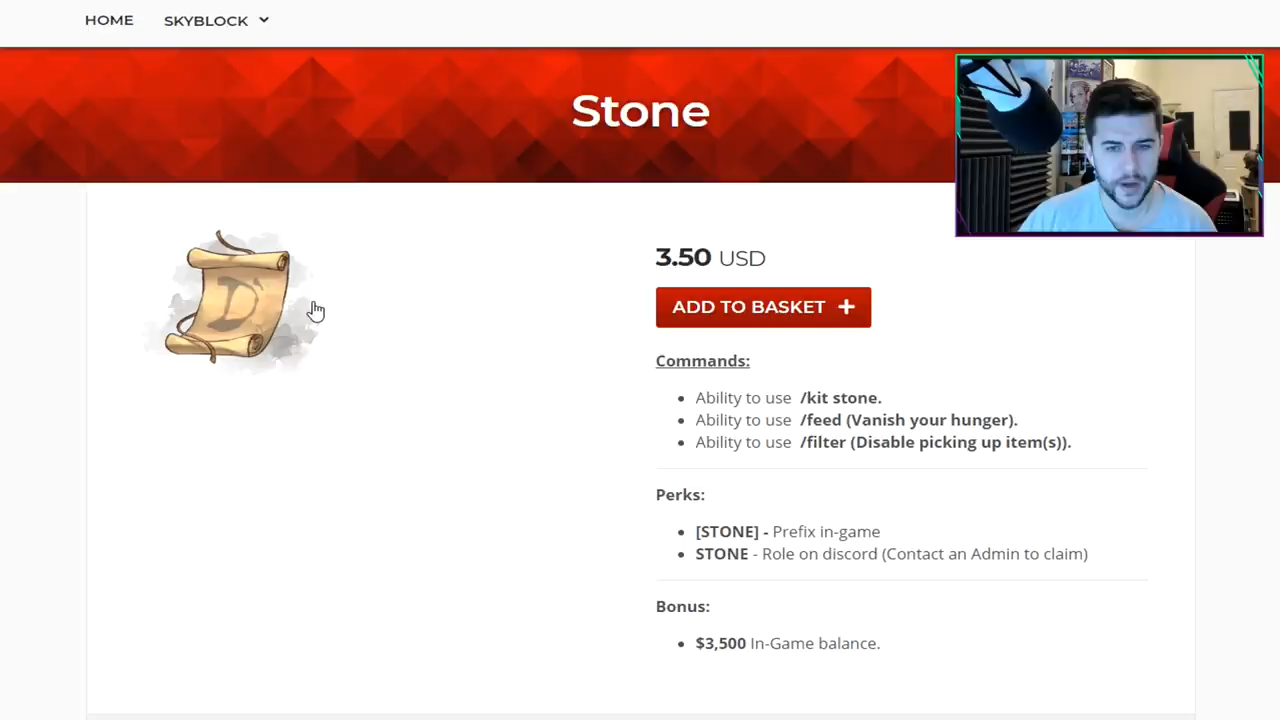 HOME SKYBLOCK
Stone
3.50 USD
ADD TO BASKET +
Commands:
Ability to use /kit stone.
Ability to use /feed (Vanish your hunger).
Ability to use /filter (Disable picking up item(s)).
Perks:
[STONE] - Prefix in-game
STONE - Role on discord (Contact an Admin to claim)
Bonus:
$3,500 In-Game balance.
D